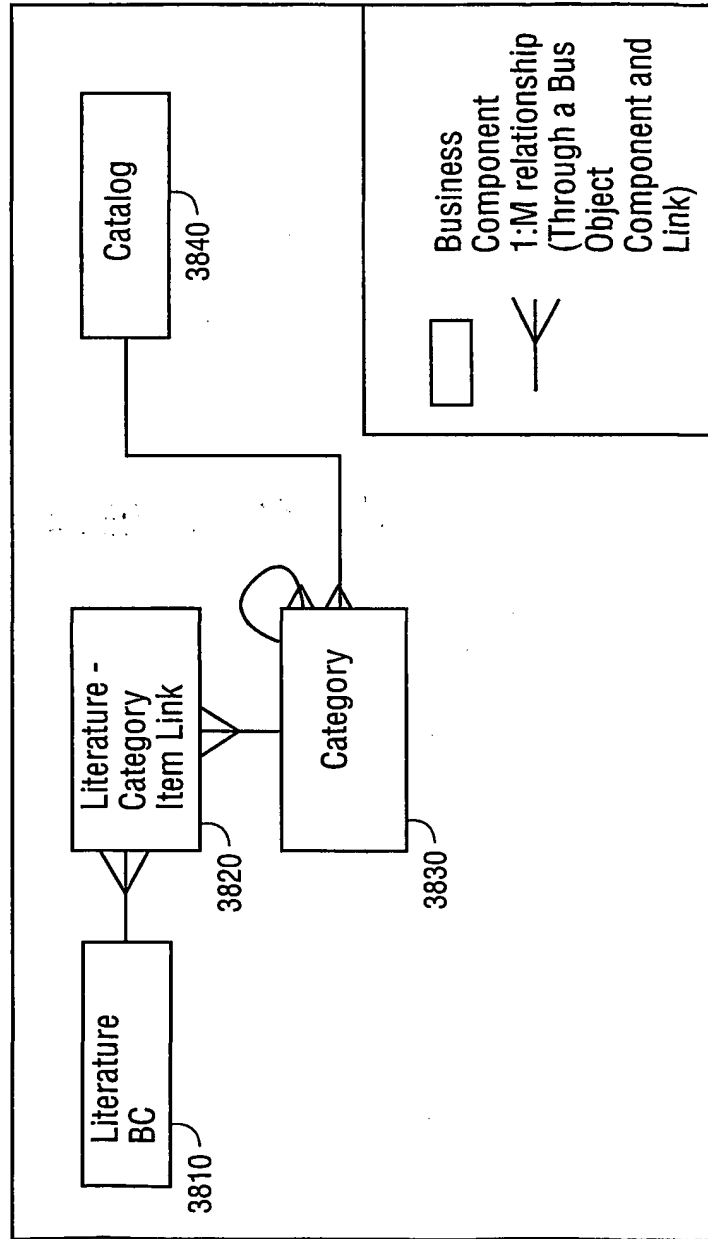 Literature
BC
3810
Literature -
Category
Item Link
3820
Category
3830
Catalog
3840
Business
Component
1:M relationship
(Through a Bus
Object
Component and
Link)